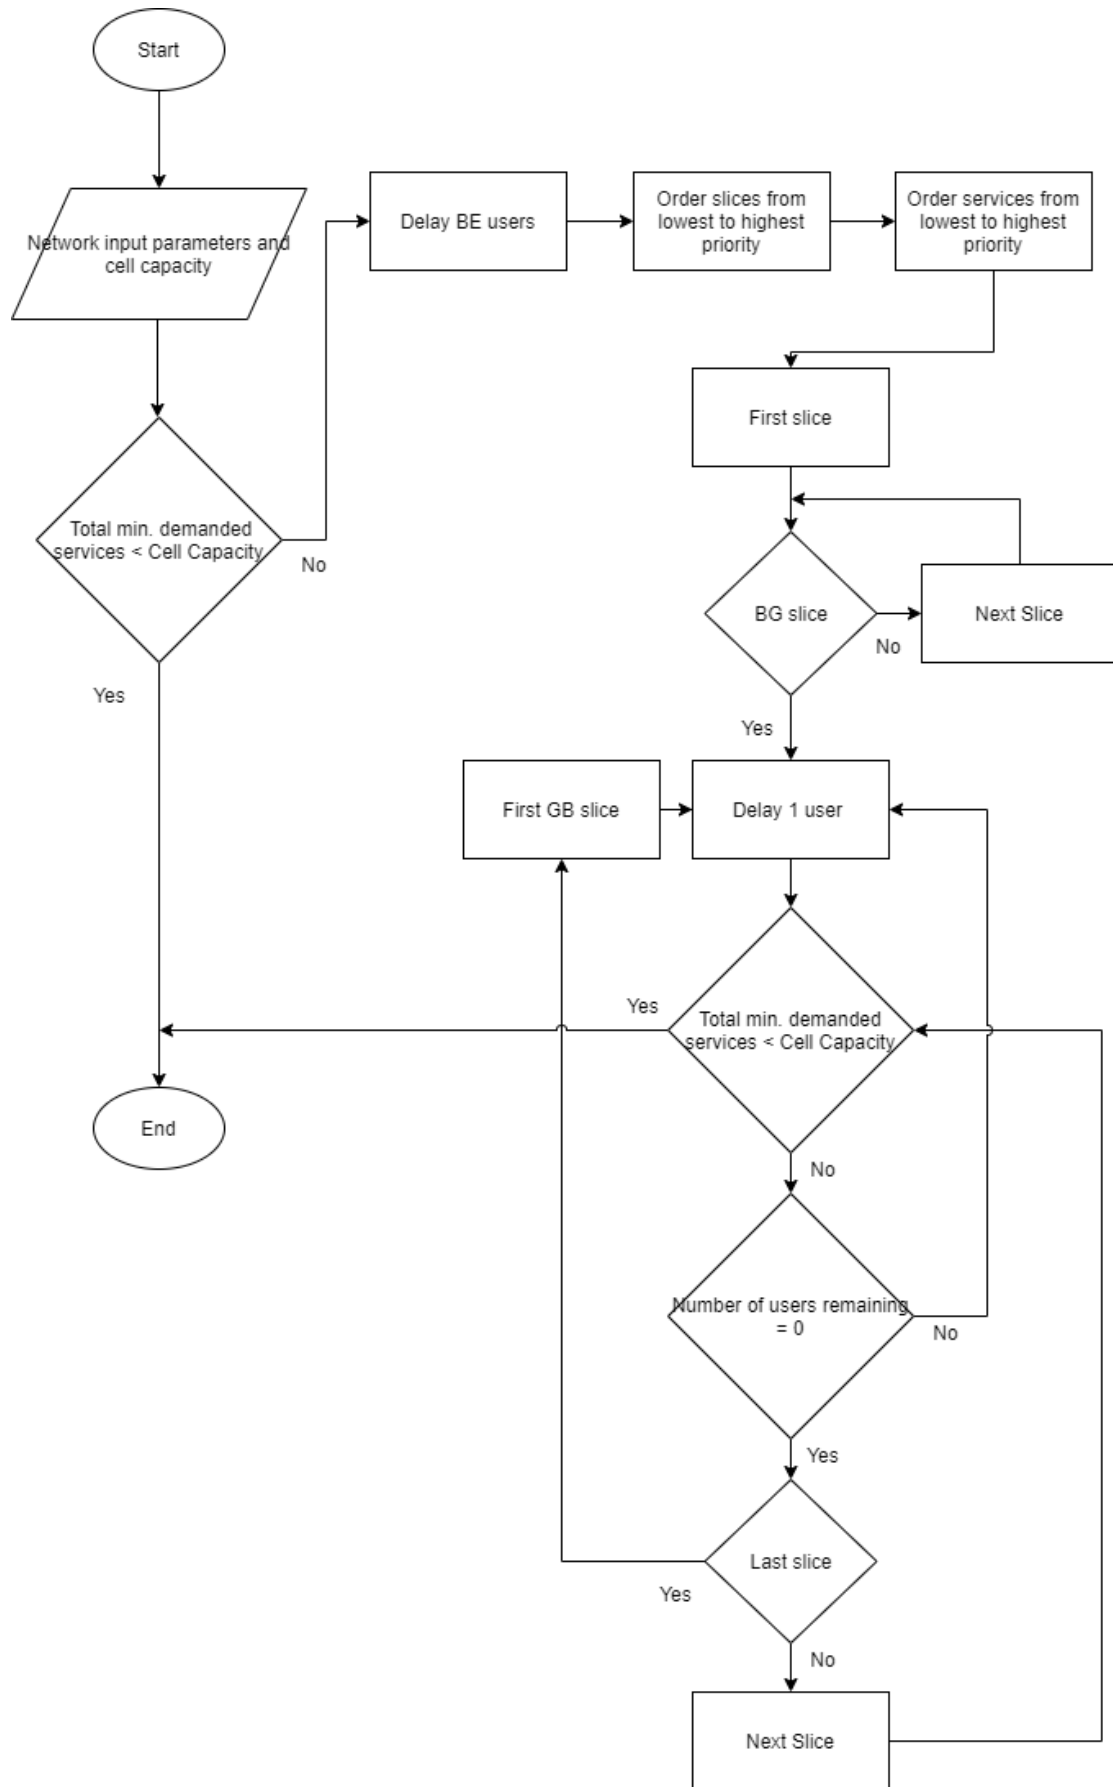 Start
Network input parameters and
cell capacity
Delay BE users
Order slices from
lowest to highest
priority
Order services from
lowest to highest
priority
First slice
Total min. demanded
services < Cell Capacity
No
Yes
BG slice
No
Next Slice
Yes
First GB slice
Delay 1 user
Yes
Total min. demanded
services < Cell Capacity
End
No
Number of users remaining
= 0
No
Yes
Last slice
Yes
No
Next Slice